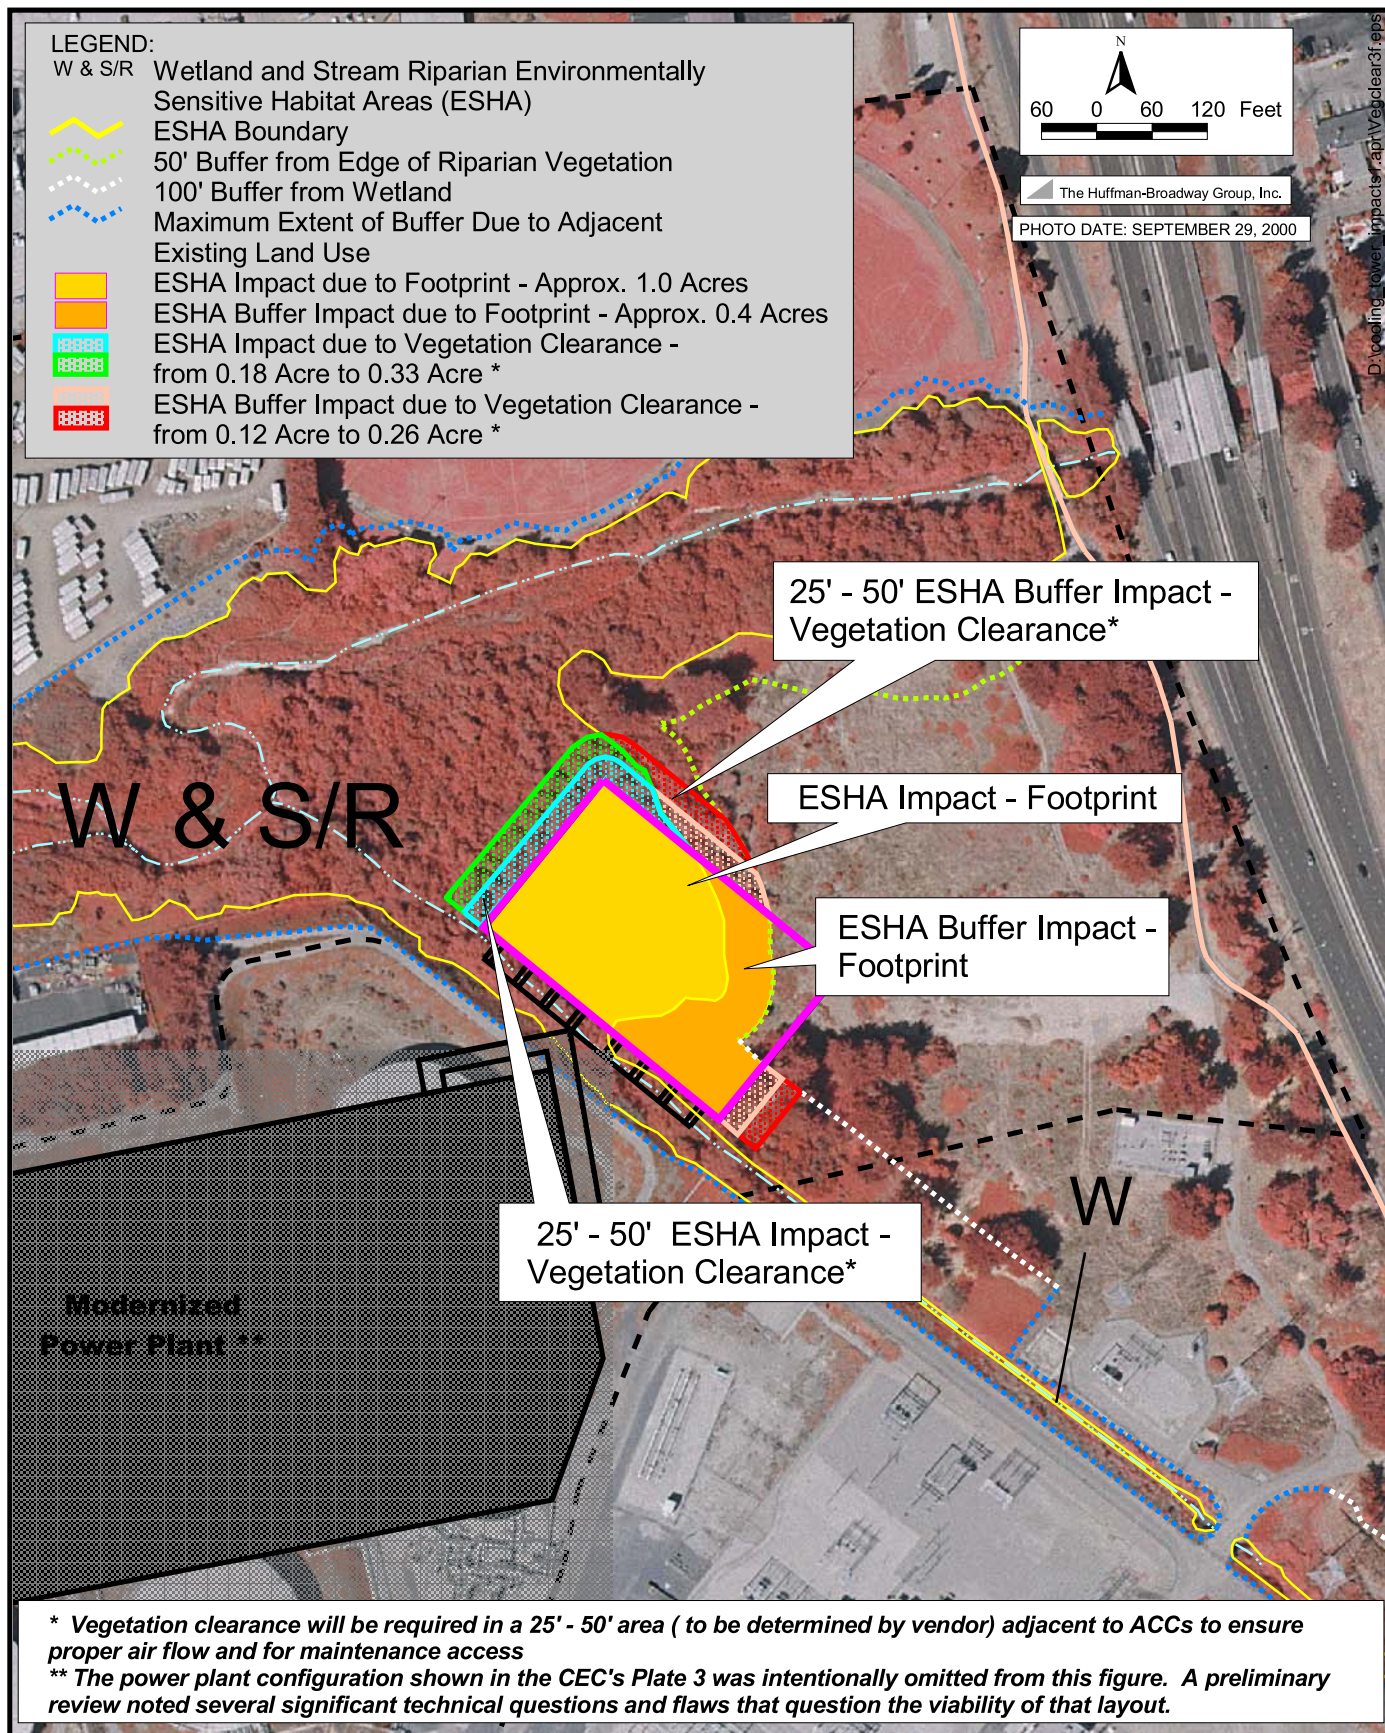 LEGEND:
W & S/R Wetland and Stream Riparian Environmentally
Sensitive Habitat Areas (ESHA)
ESHA Boundary
50' Buffer from Edge of Riparian Vegetation
100' Buffer from Wetland
Maximum Extent of Buffer Due to Adjacent
Existing Land Use
ESHA Impact due to Footprint - Approx. 1.0 Acres
ESHA Buffer Impact due to Footprint - Approx. 0.4 Acres
ESHA Impact due to Vegetation Clearance -
from 0.18 Acre to 0.33 Acre *
ESHA Buffer Impact due to Vegetation Clearance -
from 0.12 Acre to 0.26 Acre *
N
60 0 60 120 Feet
The Huffman-Broadway Group, Inc.
PHOTO DATE: SEPTEMBER 29, 2000
D:\cooling_tower_impacts1.apr\Vegclear3f.eps
25' - 50' ESHA Buffer Impact -
Vegetation Clearance*
ESHA Impact - Footprint
W & S/R
ESHA Buffer Impact -
Footprint
W
25' - 50' ESHA Impact -
Vegetation Clearance*
Modernized
Power Plant **
* Vegetation clearance will be required in a 25' - 50' area ( to be determined by vendor) adjacent to ACCs to ensure
proper air flow and for maintenance access
** The power plant configuration shown in the CEC's Plate 3 was intentionally omitted from this figure. A preliminary
review noted several significant technical questions and flaws that question the viability of that layout.